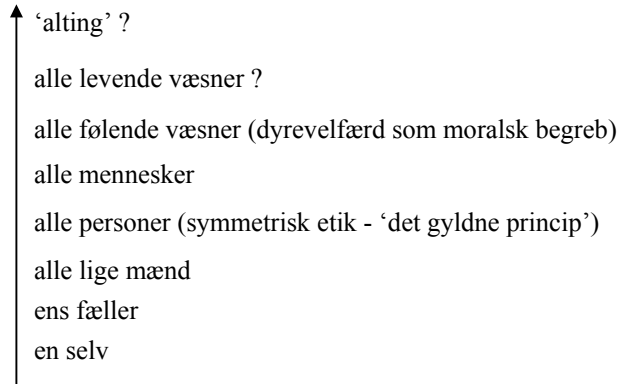 ‘alting’ ?
alle levende væsner ?
alle følende væsner (dyrevelfærd som moralsk begreb)
alle mennesker
alle personer (symmetrisk etik - ‘det gyldne princip’)
alle lige mænd
ens fæller
en selv